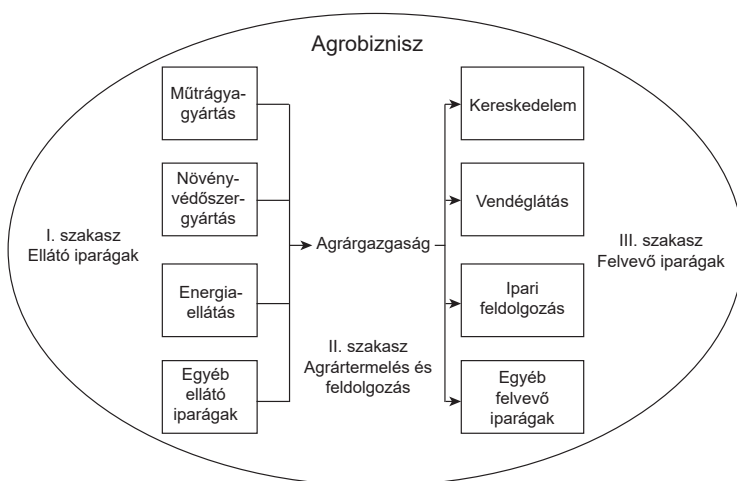 Agrobiznisz
Műtrágya-
gyártás
Növény-
védőszer-
gyártás
I. szakasz
Ellátó iparágak
Energia-
ellátás
Egyéb
ellátó
iparágak
Agrárgazgaság
II. szakasz
Agrártermelés és
feldolgozás
Kereskedelem
Vendéglátás
III. szakasz
Felvevő iparágak
Ipari
feldolgozás
Egyéb
felvevő
iparágak